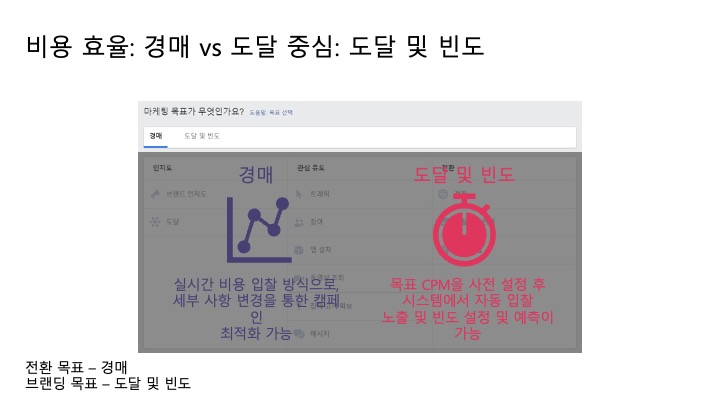 비용 효율: 경매 vs 도달 중심: 도달 및 빈도
마케팅 목표가 무엇인가요? 도움말: 목표 선택
경매 도달 및 빈도
인지도 관심 유도 전환
경매
도달 및 빈도
브랜드 인지도 트래픽
도달 참여
앱 설치
메시지
실시간 비용 입찰 방식으로,
세부 사항 변경을 통한 캠페
인
최적화 가능
목표 CPM을 사전 설정 후
시스템에서 자동 입찰
노출 및 빈도 설정 및 예측이
가능
전환 목표 – 경매
브랜딩 목표 – 도달 및 빈도